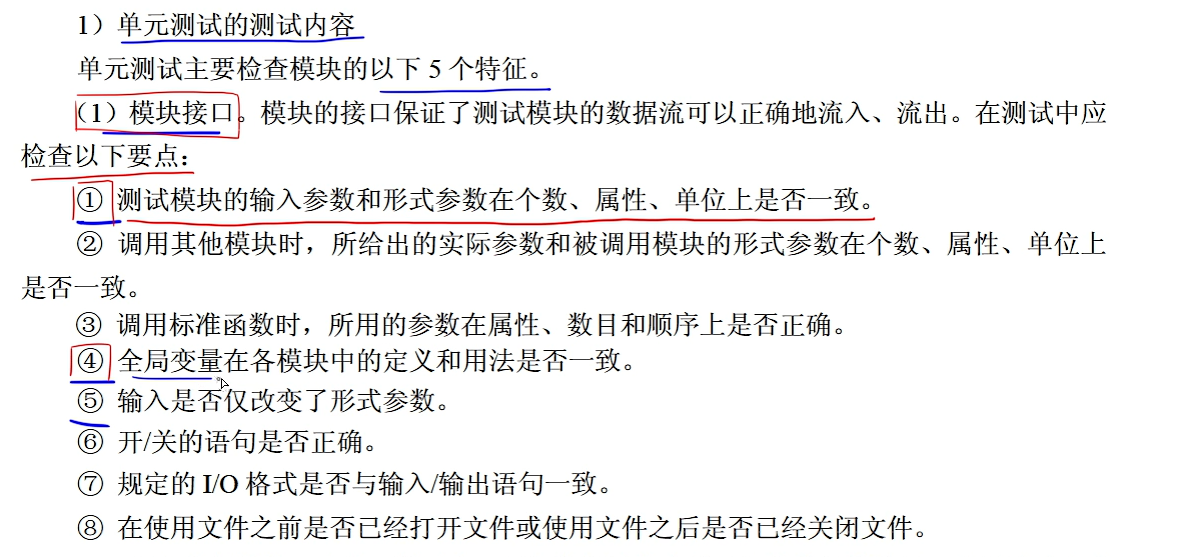 1）单元测试的测试内容
单元测试主要检查模块的以下 5 个特征。
（1）模块接口。模块的接口保证了测试模块的数据流可以正确地流入、流出。在测试中应
检查以下要点：
① 测试模块的输入参数和形式参数在个数、属性、单位上是否一致。
② 调用其他模块时，所给出的实际参数和被调用模块的形式参数在个数、属性、单位上
是否一致。
③ 调用标准函数时，所用的参数在属性、数目和顺序上是否正确。
④ 全局变量在各模块中的定义和用法是否一致。
⑤ 输入是否仅改变了形式参数。
⑥ 开/关的语句是否正确。
⑦ 规定的 I/O 格式是否与输入/输出语句一致。
⑧ 在使用文件之前是否已经打开文件或使用文件之后是否已经关闭文件。